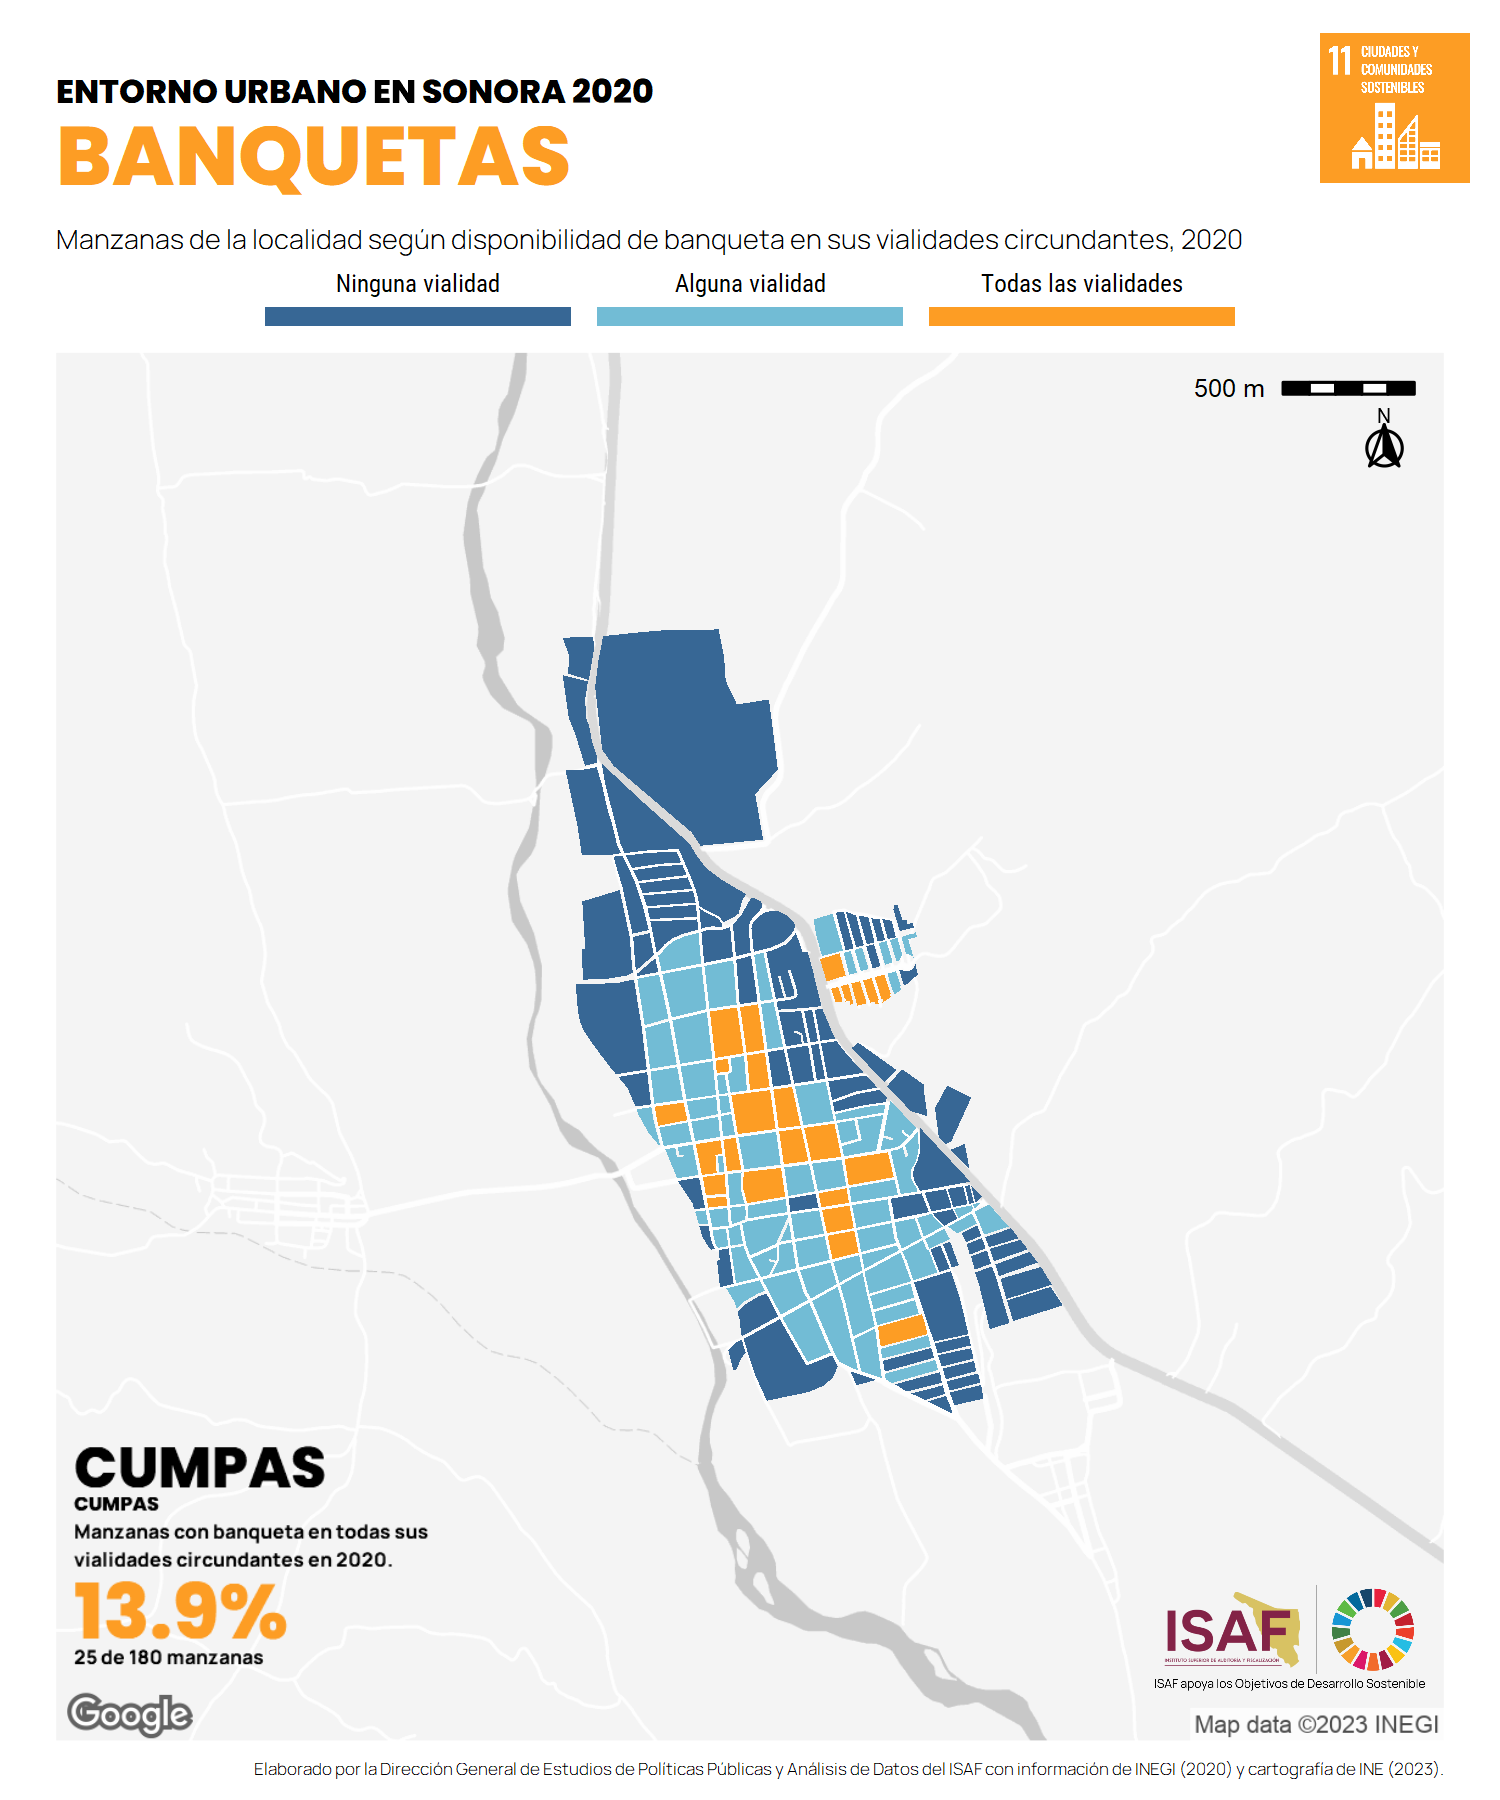 11 CIUDADES Y
COMUNIDADES
SOSTENIBLES
ENTORNO URBANO EN SONORA 2020
BANQUETAS
Manzanas de la localidad según disponibilidad de banqueta en sus vialidades circundantes, 2020
Ninguna vialidad
Alguna vialidad
Todas las vialidades
500 m
N
CUMPAS
CUMPAS
Manzanas con banqueta en todas sus
vialidades circundantes en 2020.
13.9%
25 de 180 manzanas
Google
ISAF
INSTITUTO SUPERIOR DE AUDITORÍA Y FISCALIZACIÓN
ISAF apoya los Objetivos de Desarrollo Sostenible
Map data ©2023 INEGI
Elaborado por la Dirección General de Estudios de Políticas Públicas y Análisis de Datos del ISAF con información de INEGI (2020) y cartografía de INE (2023).